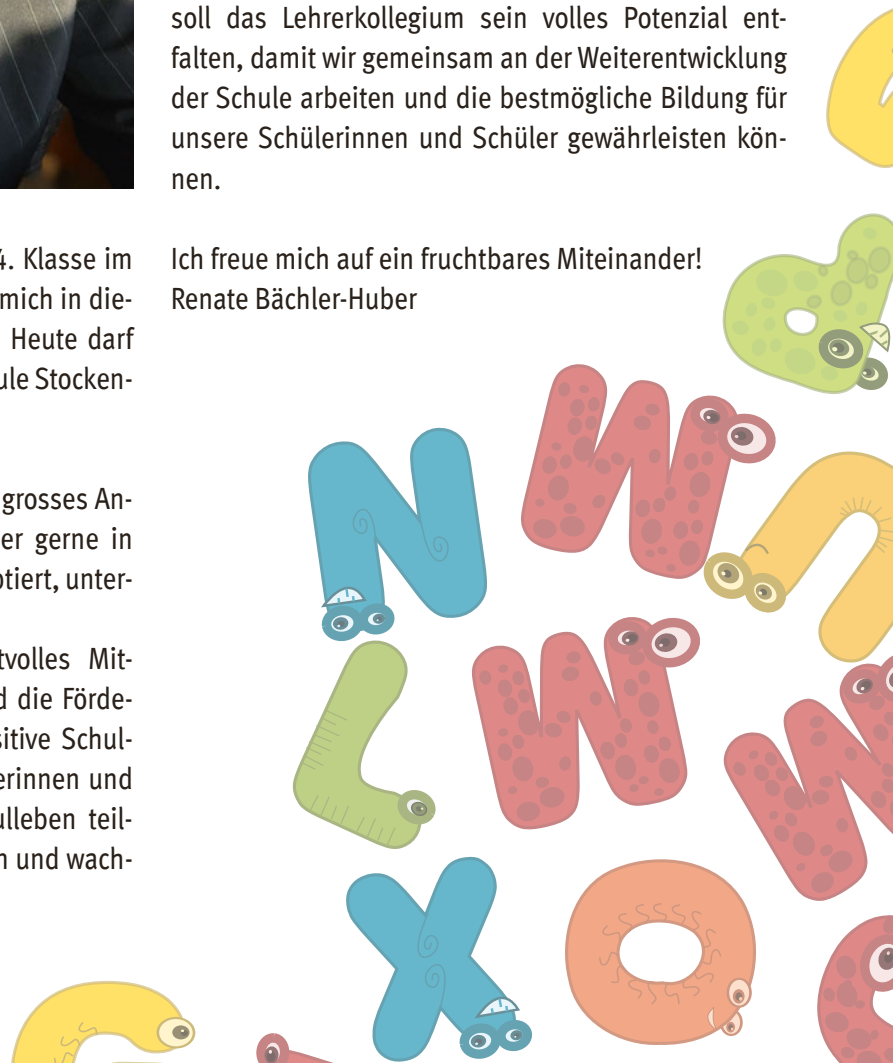 4. Klasse im
mich in die-
Heute darf
ule Stocken-
grosses An-
er gerne in
ptiert, unter-
tvolles Mit-
d die Förde-
sitive Schul-
erinnen und
ulleben teil-
n und wach-
soll das Lehrerkollegium sein volles Potenzial ent-
falten, damit wir gemeinsam an der Weiterentwicklung
der Schule arbeiten und die bestmögliche Bildung für
unsere Schülerinnen und Schüler gewährleisten kön-
nen.
Ich freue mich auf ein fruchtbares Miteinander!
Renate Bächler-Huber
N W
L W W
X O